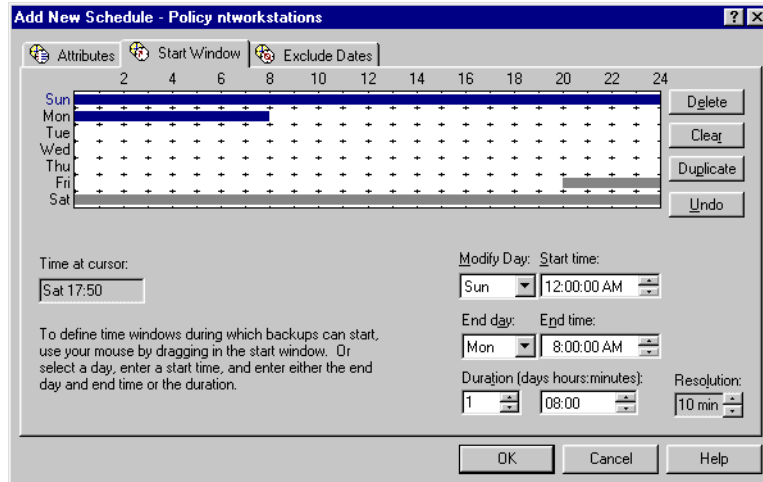 Add New Schedule - Policy ntworkstations
Attributes
Start Window
Exclude Dates
2 4 6 8 10 12 14 16 18 20 22 24
Sun
Mon
Tue
Wed
Thu
Fri
Sat
Delete
Clear
Duplicate
Undo
Time at cursor:
Sat 17:50
To define time windows during which backups can start,
use your mouse by dragging in the start window. Or
select a day, enter a start time, and enter either the end
day and end time or the duration.
Modify Day: Start time:
Sun 12:00:00 AM
End day: End time:
Mon 8:00:00 AM
Duration (days hours:minutes): Resolution:
1 08:00 10 min
OK Cancel Help